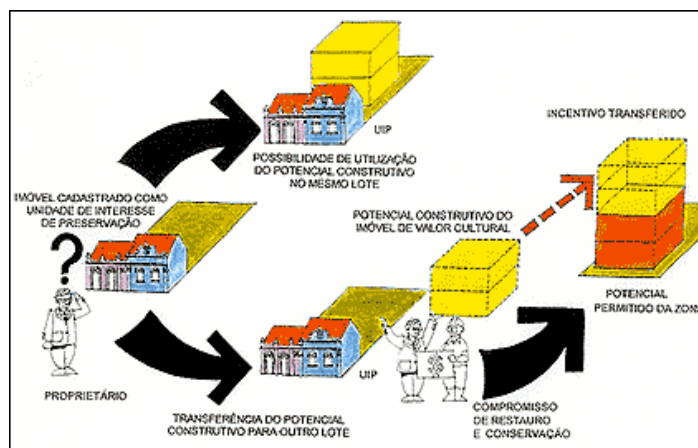 UIP
POSSIBILIDADE DE UTILIZAÇÃO
DO POTENCIAL CONSTRUTIVO
NO MESMO LOTE
INCENTIVO TRANSFERIDO
IMÓVEL CADASTRADO COMO
UNIDADE DE INTERESSE
DE PRESERVAÇÃO
?
POTENCIAL CONSTRUTIVO DO
IMÓVEL DE VALOR CULTURAL
POTENCIAL
PERMITIDO DA ZON
UIP
$
PROPRIETÁRIO
TRANSFERÊNCIA DO POTENCIAL
CONSTRUTIVO PARA OUTRO LOTE
COMPROMISSO
DE RESTAURO
E CONSERVAÇÃO